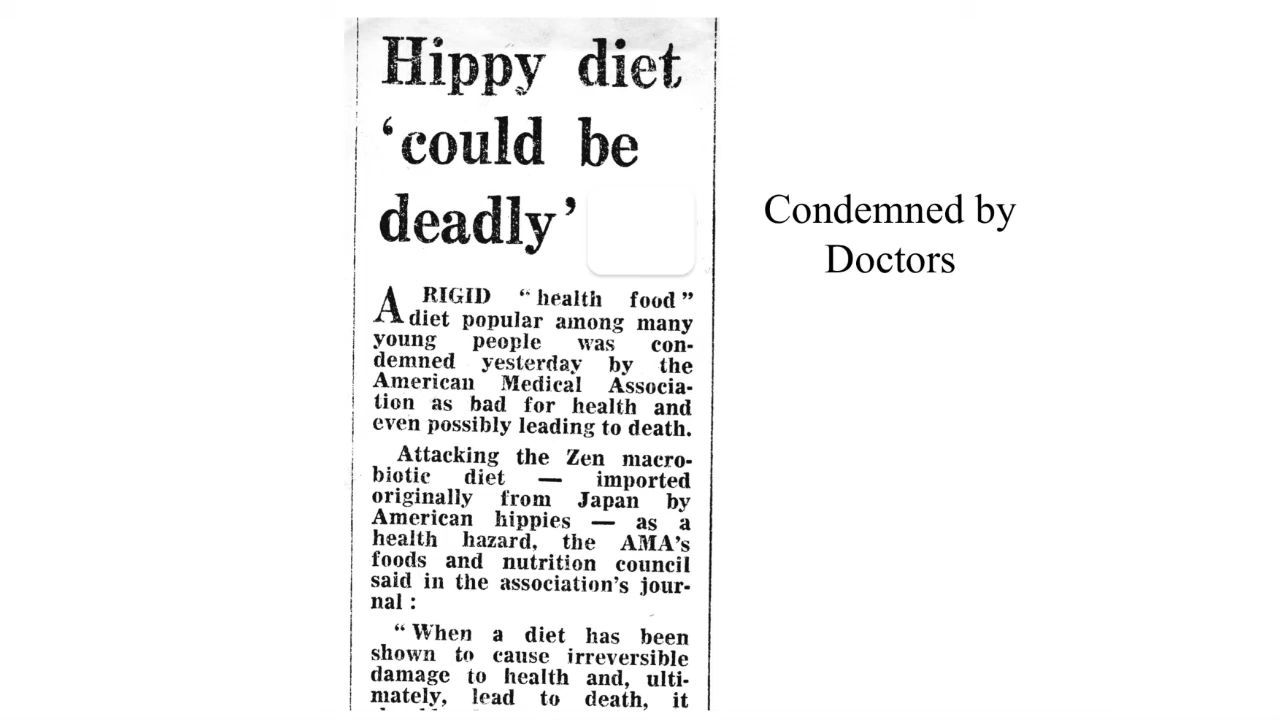 Hippy diet
‘could be
deadly’
A RIGID “health food”
diet popular among many
young people was con-
demned yesterday by the
American Medical Associa-
tion as bad for health and
even possibly leading to death.
Attacking the Zen macro-
biotic diet — imported
originally from Japan by
American hippies — as a
health hazard, the AMA's
foods and nutrition council
said in the association's jour-
nal :
“When a diet has been
shown to cause irreversible
damage to health and, ulti-
mately, lead to death, it
Condemned by
Doctors